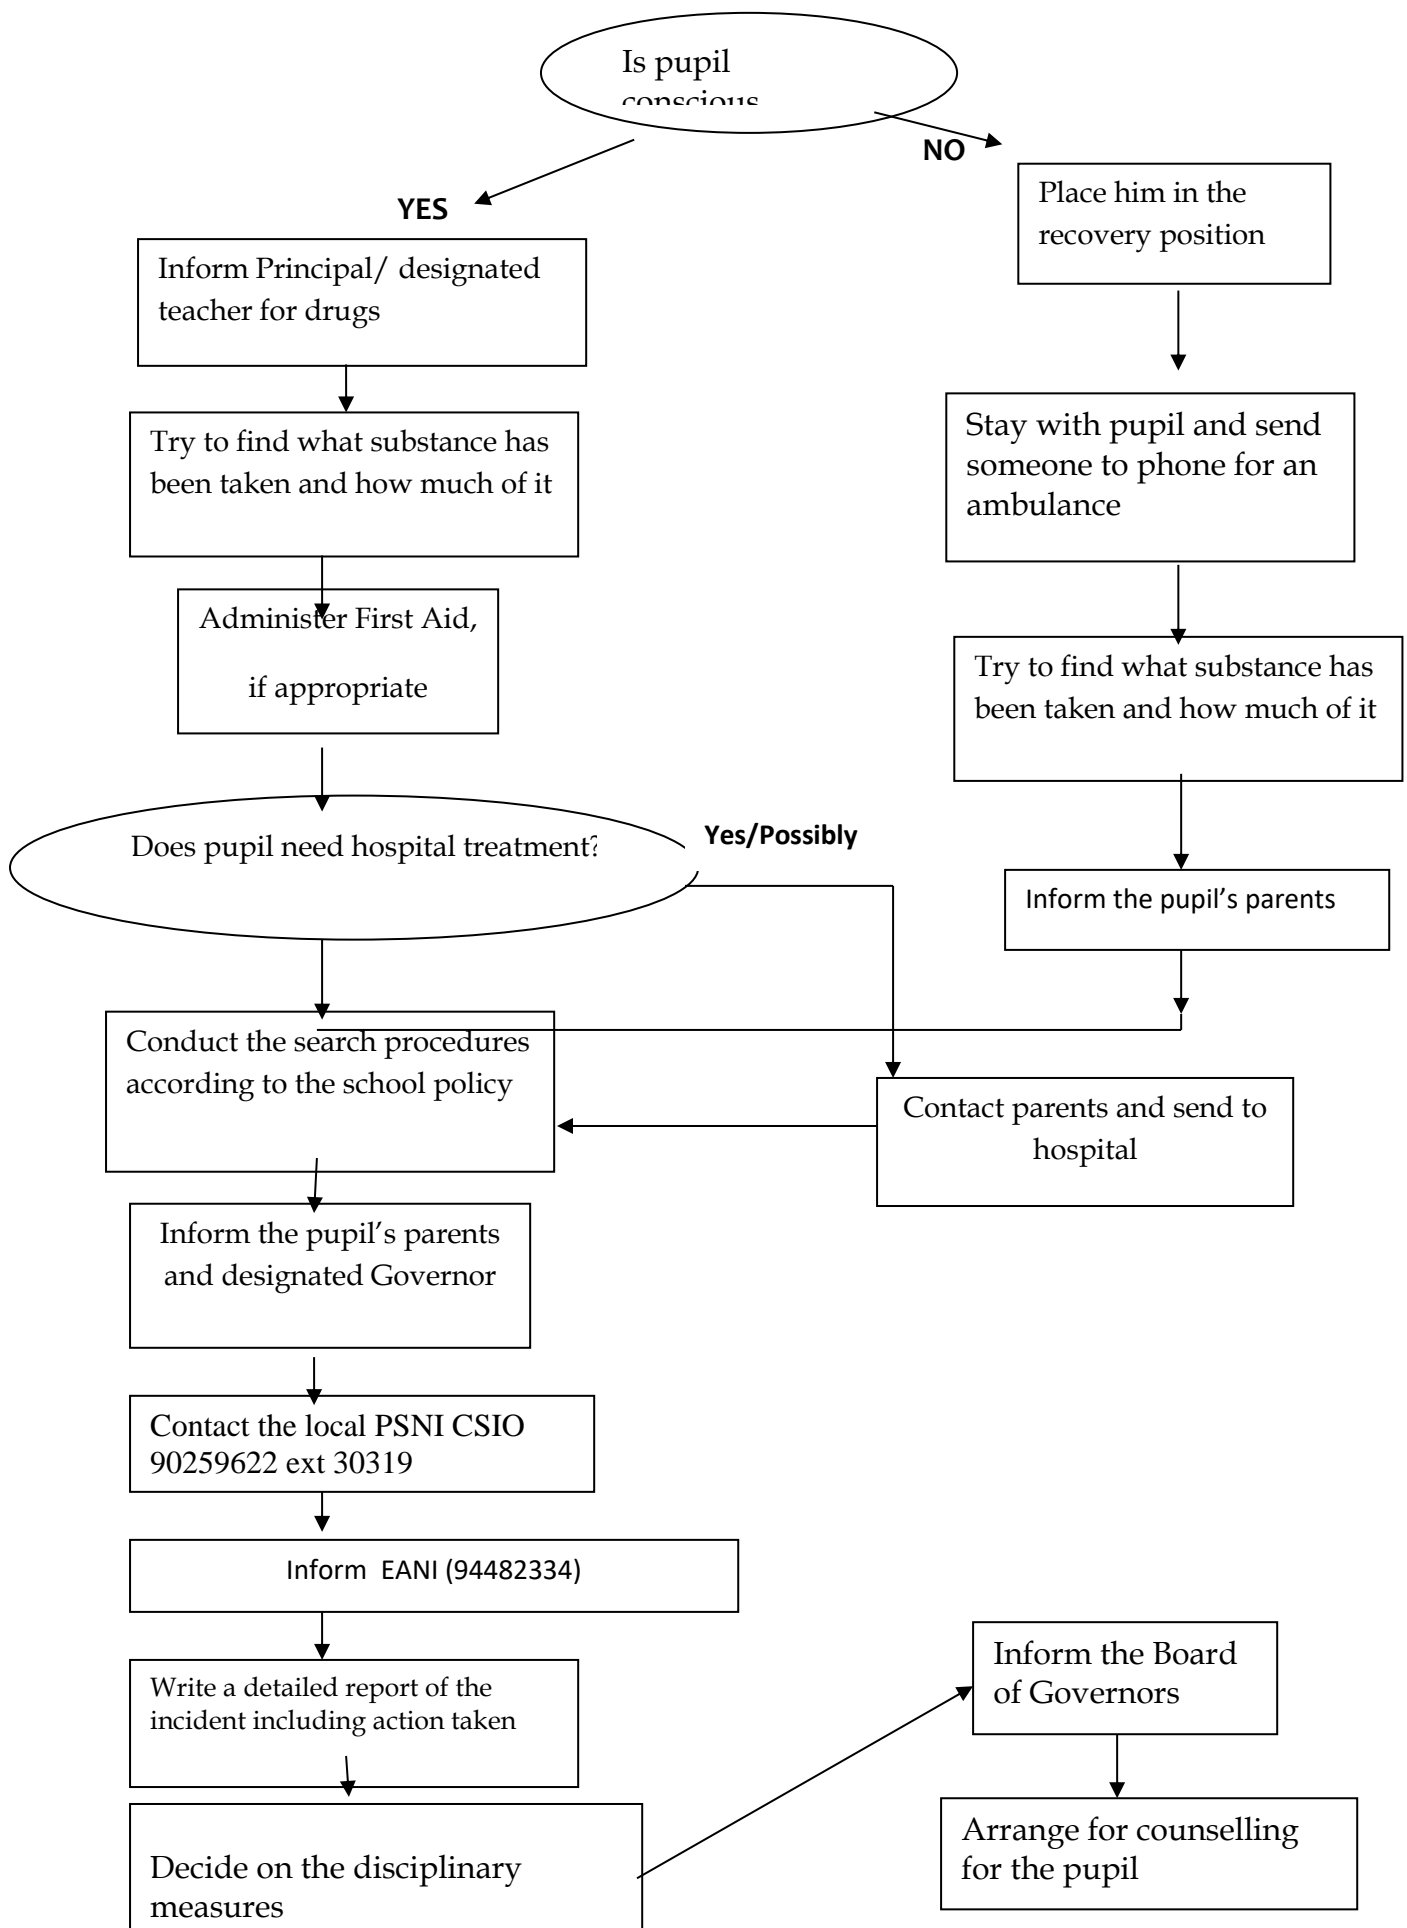 Is pupil
conscious
NO
YES
Place him in the
recovery position
Inform Principal/ designated
teacher for drugs
Stay with pupil and send
someone to phone for an
ambulance
Try to find what substance has
been taken and how much of it
Administer First Aid,
if appropriate
Try to find what substance has
been taken and how much of it
Does pupil need hospital treatment?
Yes/Possibly
Inform the pupil’s parents
Conduct the search procedures
according to the school policy
Contact parents and send to
hospital
Inform the pupil’s parents
and designated Governor
Contact the local PSNI CSIO
90259622 ext 30319
Inform  EANI (94482334)
Write a detailed report of the
incident including action taken
Inform the Board
of Governors
Decide on the disciplinary
measures
Arrange for counselling
for the pupil